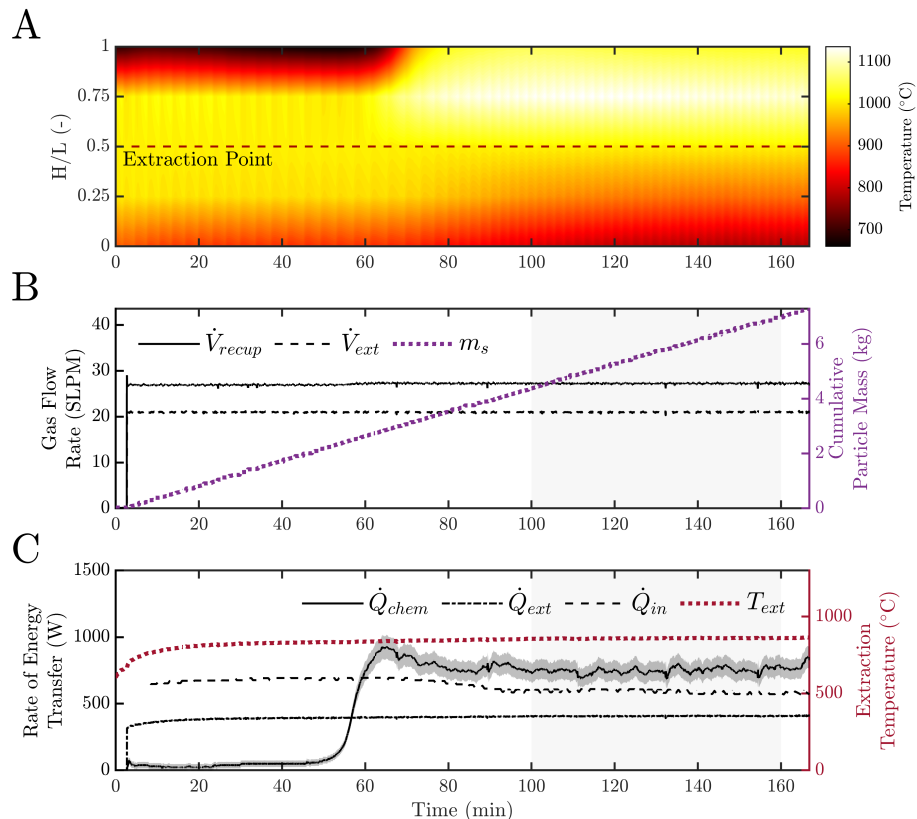 A
H/L (-)
1
0.75
0.5
0.25
0
Extraction Point
0 20 40 60 80 100 120 140 160
1100
1000
900
800
700
Temperature (°C)
B
Gas Flow
Rate (SLPM)
40
30
20
10
0
V̇recup V̇ext ms
6
4
2
0
Cumulative
Particle Mass (kg)
0 20 40 60 80 100 120 140 160
C
Rate of Energy
Transfer (W)
1500
1000
500
0
Q̇chem Q̇ext Q̇in Text
1000
500
0
Extraction
Temperature (°C)
0 20 40 60 80 100 120 140 160
Time (min)